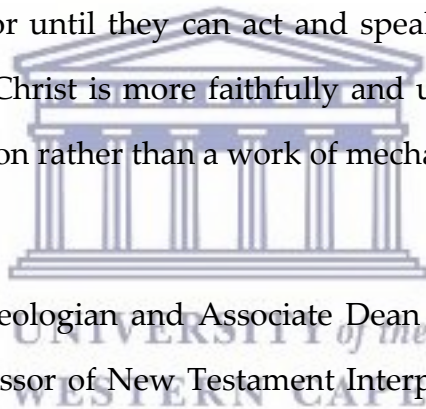 or until they can act and speak
Christ is more faithfully and u
on rather than a work of mecha
eologian and Associate Dean
UNIVERSITY of the
ssor of New Testament Interp
WESTERN CAPE